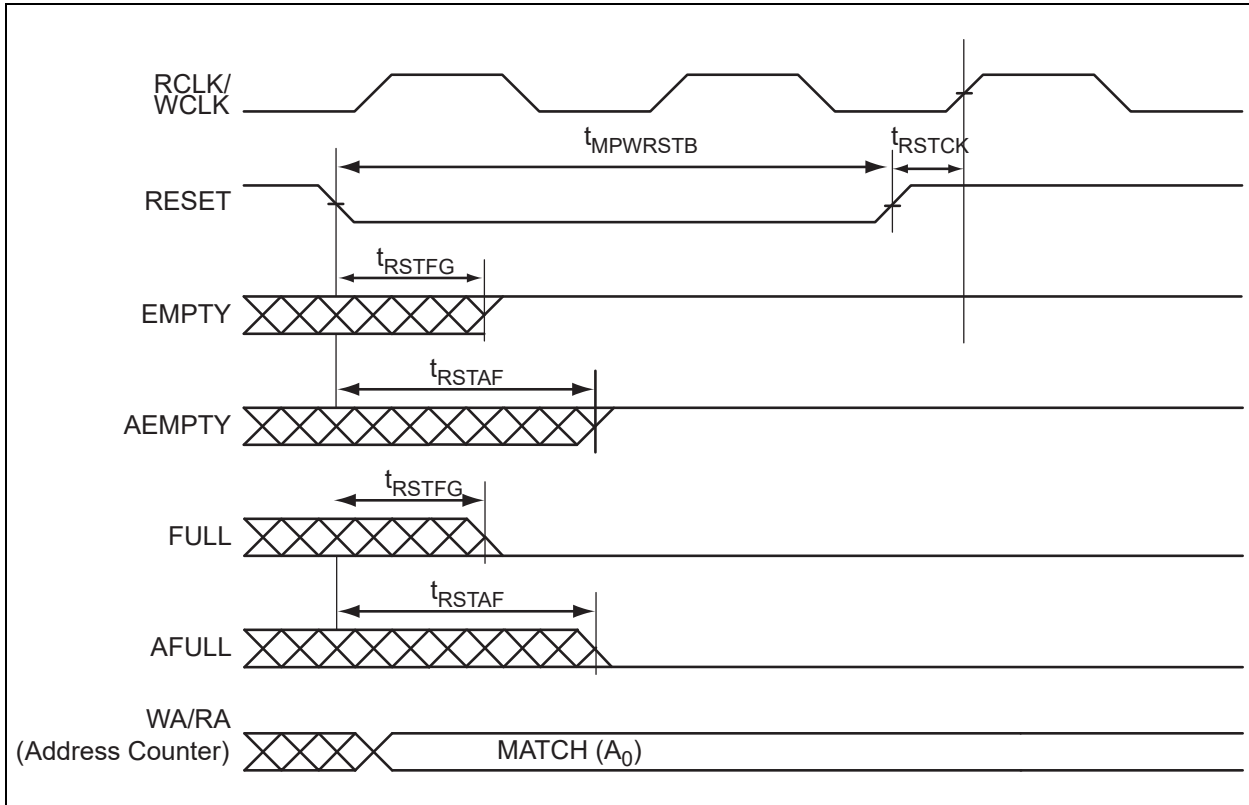 RCLK/
WCLK
tMPWRSTB
tRSTCK
RESET
tRSTFG
EMPTY
tRSTAF
AEMPTY
tRSTFG
FULL
tRSTAF
AFULL
WA/RA
(Address Counter)
MATCH (A0)